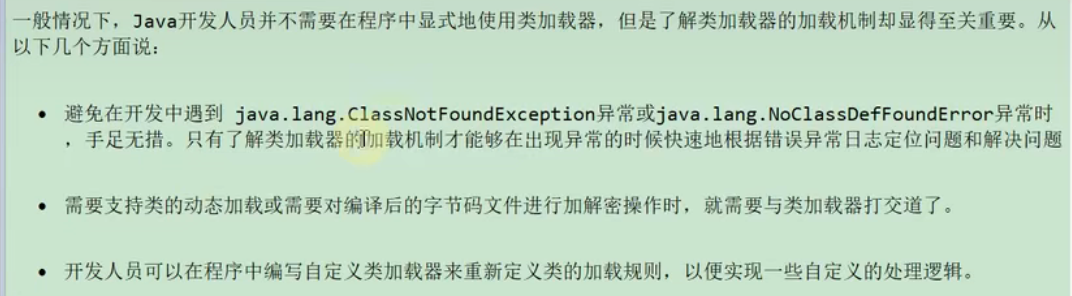 一般情况下，Java开发人员并不需要在程序中显式地使用类加载器，但是了解类加载器的加载机制却显得至关重要。从
以下几个方面说：
• 避免在开发中遇到 java.lang.ClassNotFoundException异常或java.lang.NoClassDefFoundError异常时
，手足无措。只有了解类加载器的加载机制才能够在出现异常的时候快速地根据错误异常日志定位问题和解决问题
• 需要支持类的动态加载或需要对编译后的字节码文件进行加解密操作时，就需要与类加载器打交道了。
• 开发人员可以在程序中编写自定义类加载器来重新定义类的加载规则，以便实现一些自定义的处理逻辑。